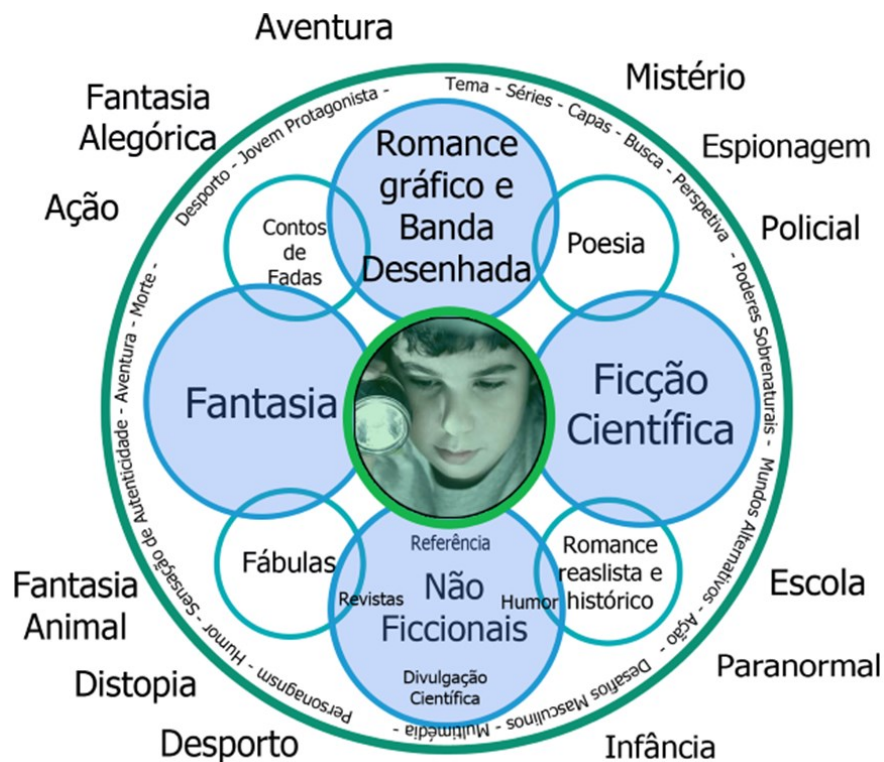 Aventura
Mistério
Fantasia
Alegórica
Espionagem
Ação
Policial
Tema - Séries - Capas - Busca - Perspetiva - Poderes Sobrenaturais - Mundos Alternativos - Ação - Desafios Masculinos - Multimédia - Personagnsm - Humor - Sensação de Autenticidade - Aventura - Morte - Desporto - Jovem Protagonista -
Romance
gráfico e
Banda
Desenhada
Contos
de
Fadas
Poesia
Fantasia
Ficção
Científica
Fábulas
Referência
Não
Ficcionais
Revistas
Humor
Divulgação
Científica
Romance
reaslista e
histórico
Fantasia
Animal
Escola
Distopia
Paranormal
Desporto
Infância